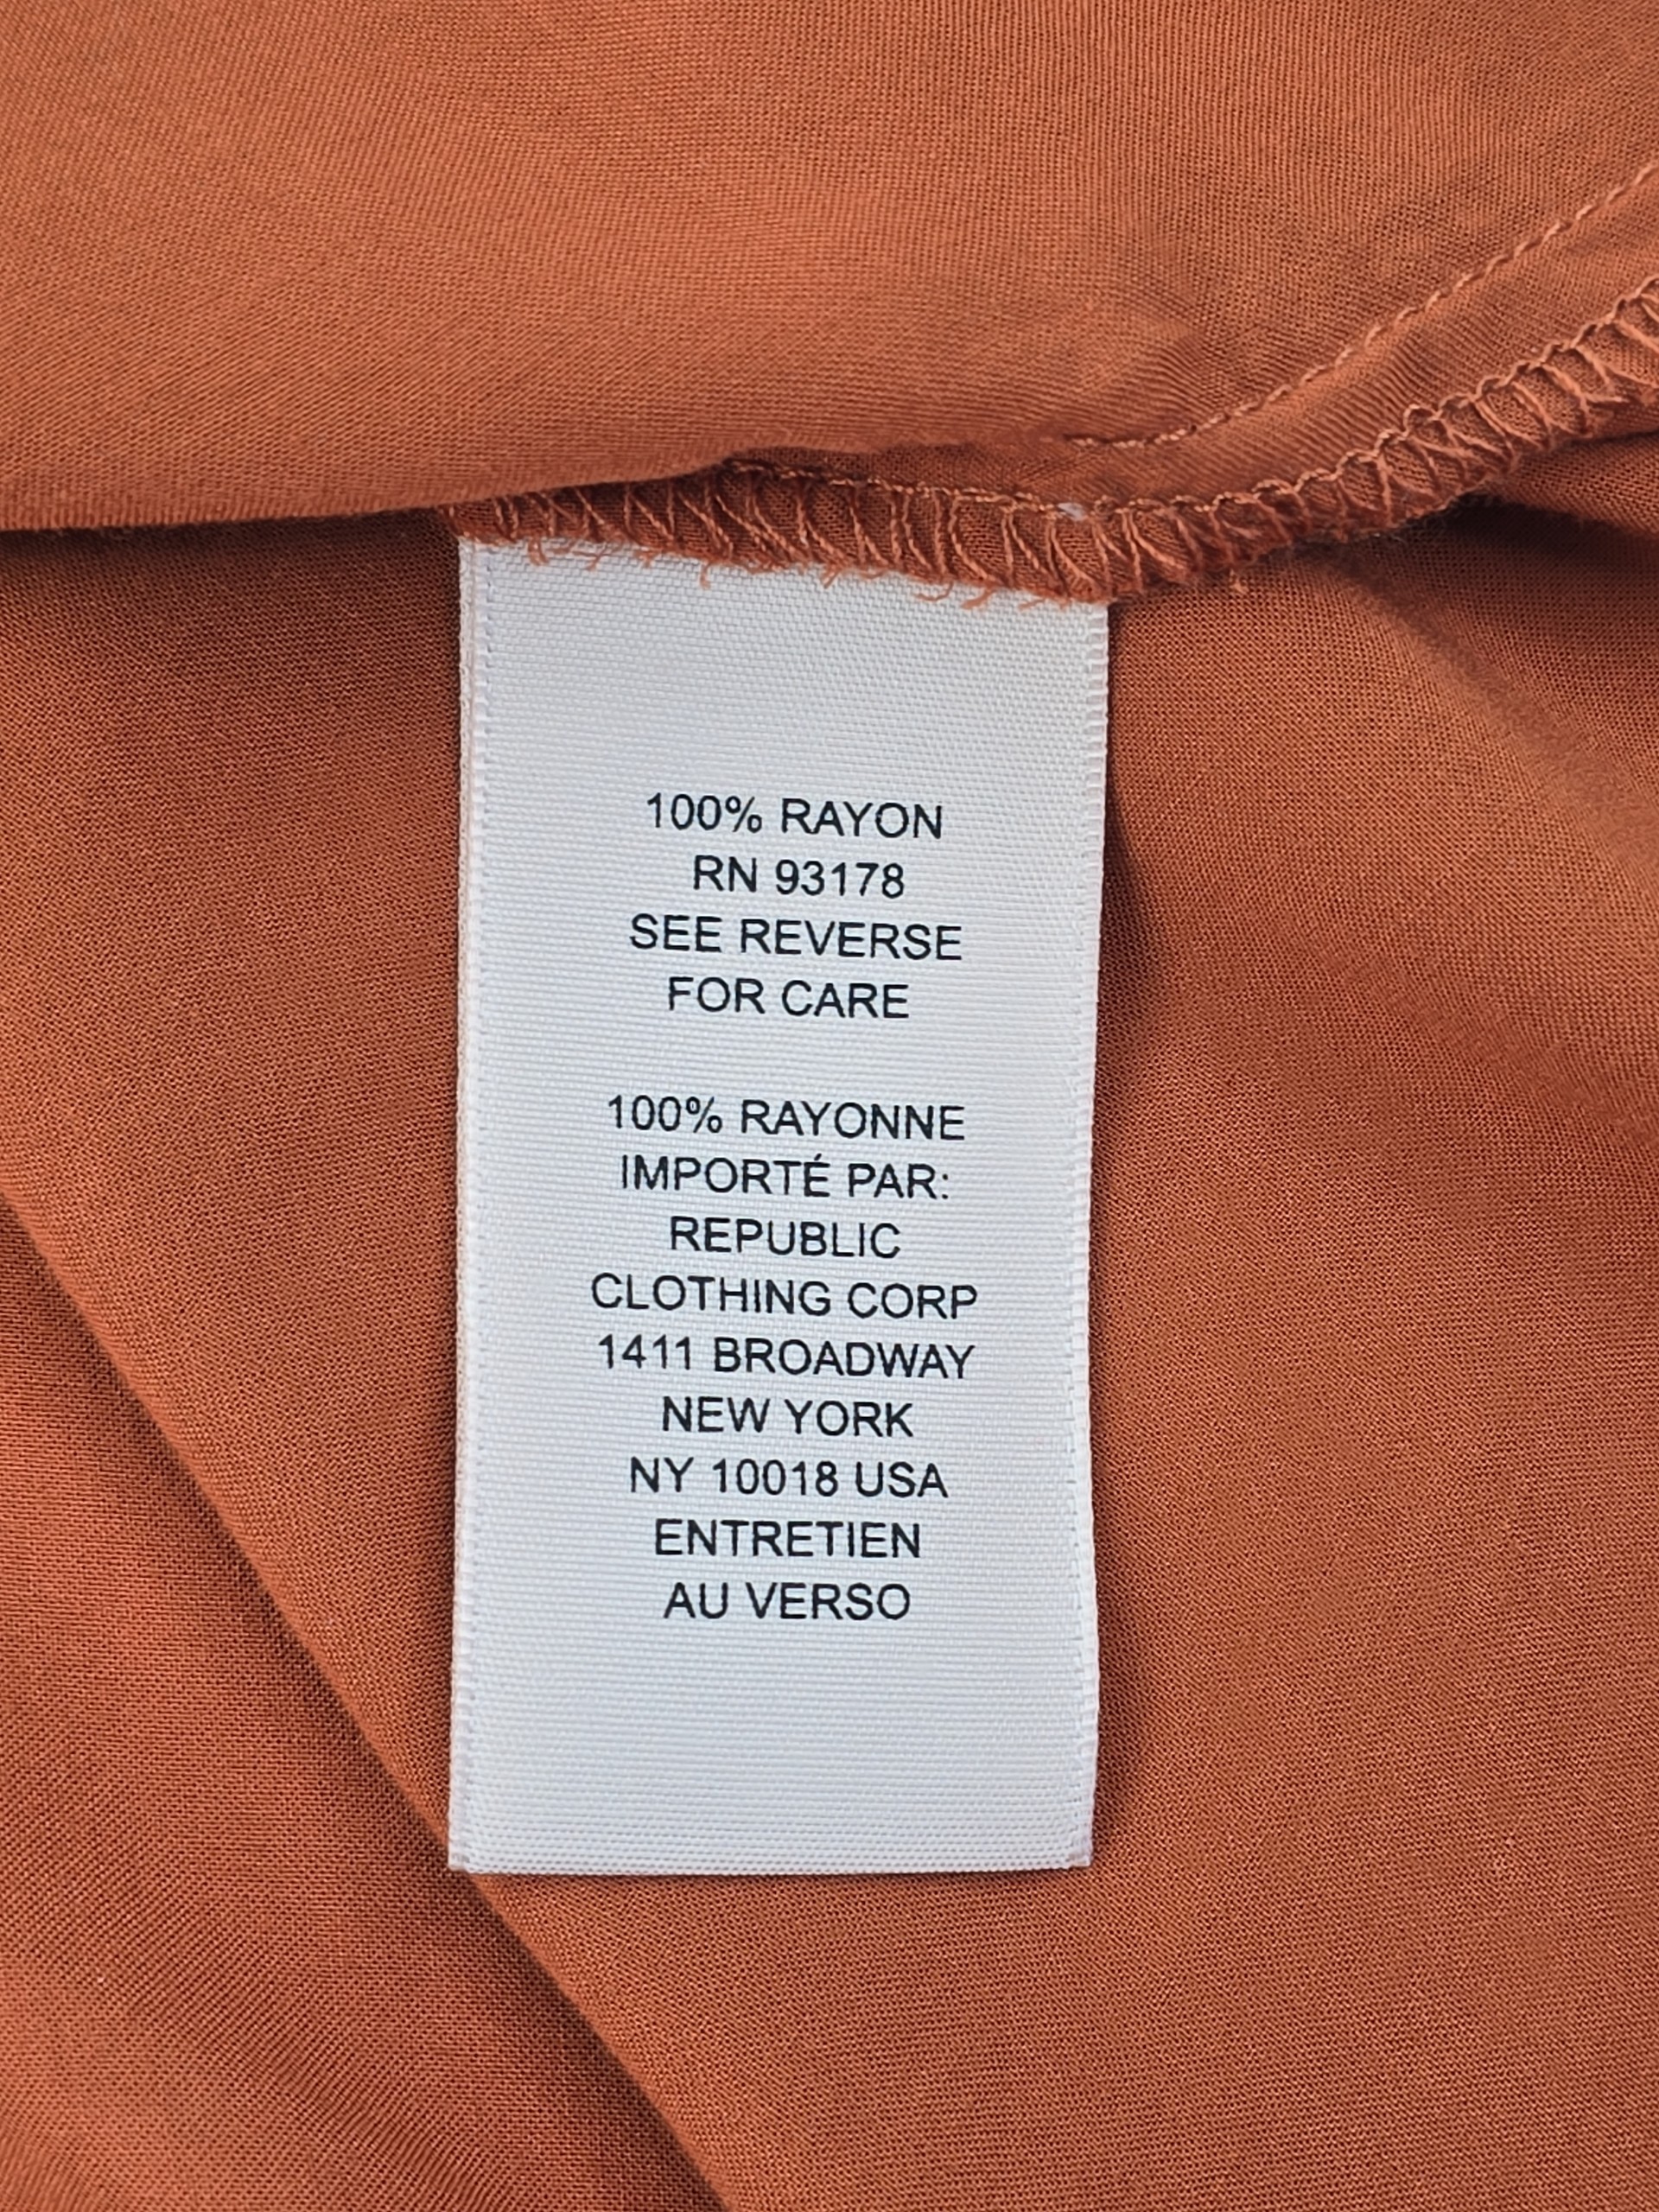 100% RAYON
RN 93178
SEE REVERSE
FOR CARE
100% RAYONNE
IMPORTÉ PAR:
REPUBLIC
CLOTHING CORP
1411 BROADWAY
NEW YORK
NY 10018 USA
ENTRETIEN
AU VERSO